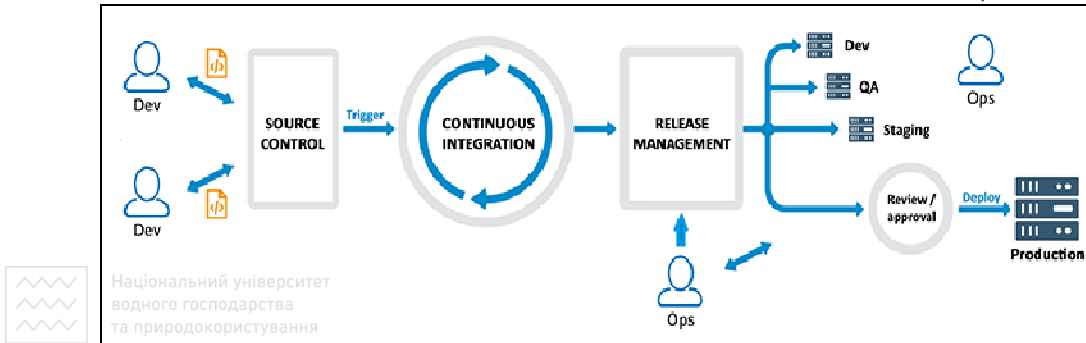 Dev
</>
SOURCE
CONTROL
Trigger
CONTINUOUS
INTEGRATION
RELEASE
MANAGEMENT
Dev
QA
Staging
Ops
Dev
</>
Review /
approval
Deploy
Production
Ops
Національний університет
водного господарства
та природокористування